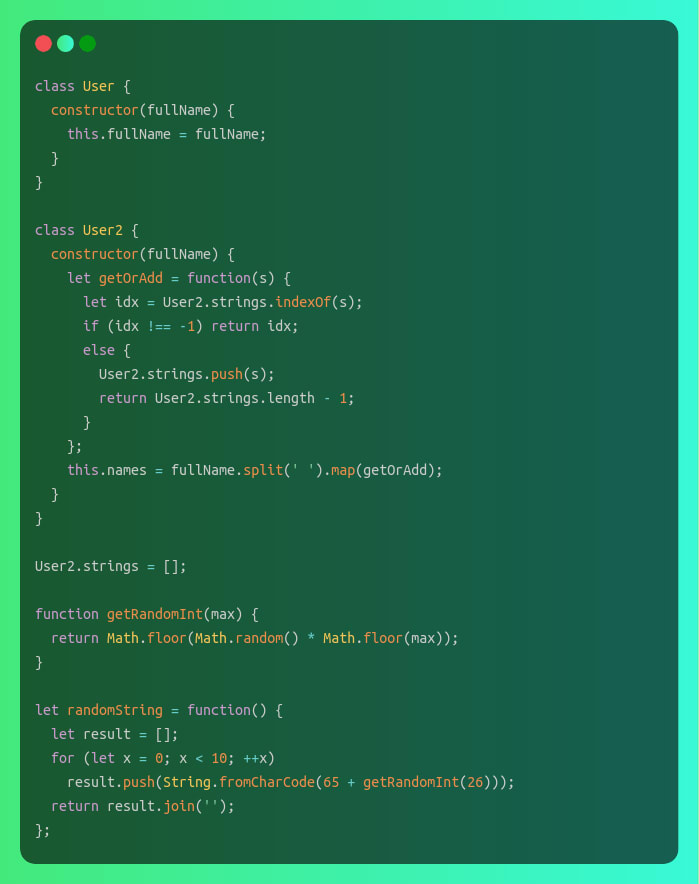 class User {
  constructor(fullName) {
    this.fullName = fullName;
  }
}

class User2 {
  constructor(fullName) {
    let getOrAdd = function(s) {
      let idx = User2.strings.indexOf(s);
      if (idx !== -1) return idx;
      else {
        User2.strings.push(s);
        return User2.strings.length - 1;
      }
    };
    this.names = fullName.split(' ').map(getOrAdd);
  }
}

User2.strings = [];

function getRandomInt(max) {
  return Math.floor(Math.random() * Math.floor(max));
}

let randomString = function() {
  let result = [];
  for (let x = 0; x < 10; ++x)
    result.push(String.fromCharCode(65 + getRandomInt(26)));
  return result.join('');
};